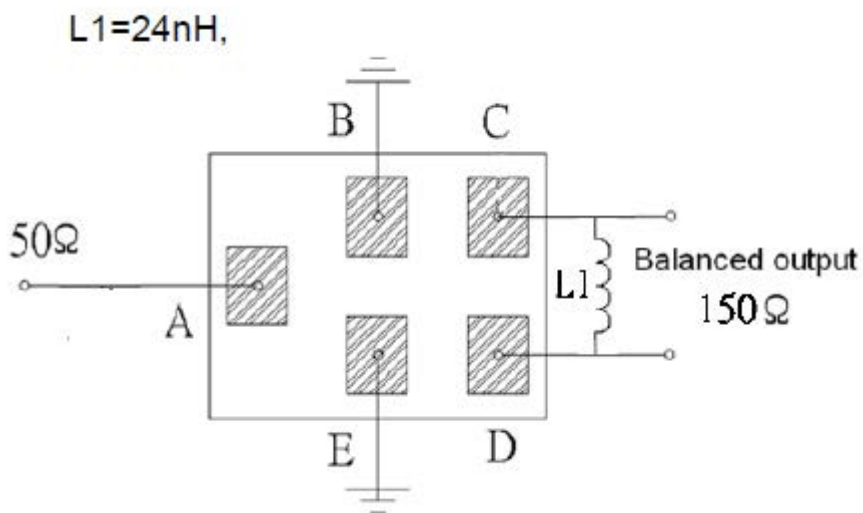 L1=24nH,
B
C
50Ω
A
L1
Balanced output
150Ω
E
D